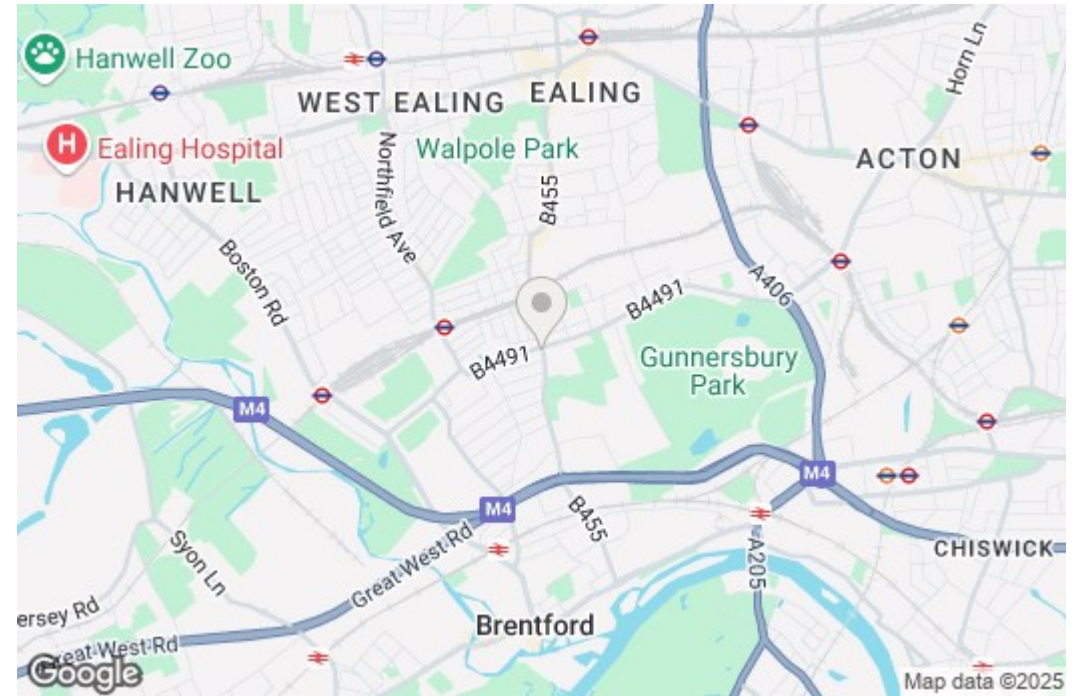 Hanwell Zoo
Horn Ln
WEST EALING
EALING
H
Ealing Hospital
Walpole Park
ACTON
HANWELL
Northfield Ave
B455
Boston Rd
A406
B4491
B4491
Gunnersbury
Park
M4
M4
M4
B455
Syon Ln
Great West Rd
A205
CHISWICK
ersey Rd
Brentford
Great West Rd
Google
Map data ©2025